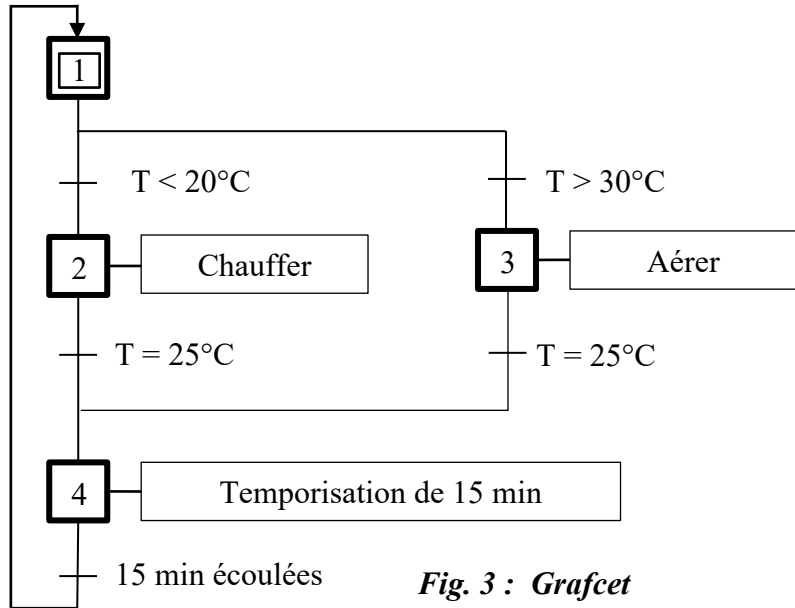 1
T < 20°C
T > 30°C
2
Chauffer
3
Aérer
T = 25°C
T = 25°C
4
Temporisation de 15 min
15 min écoulées
Fig. 3 : Grafcet